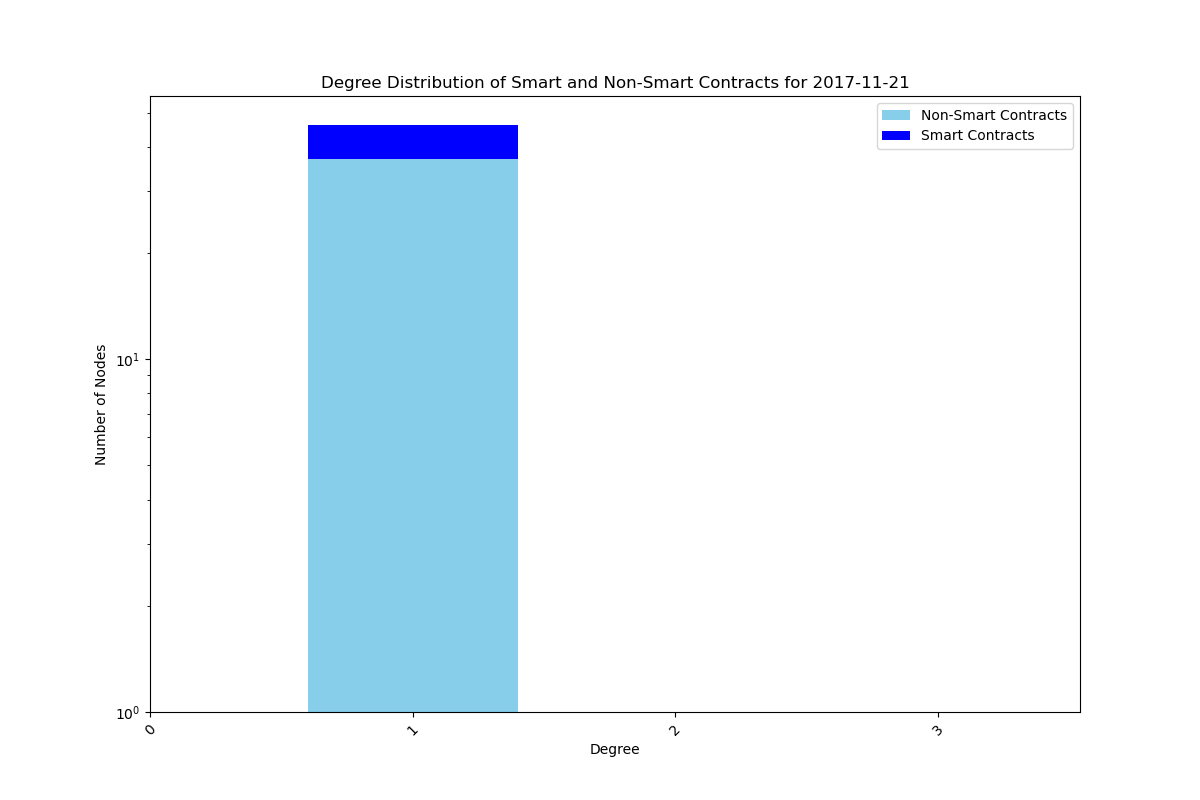 Degree Distribution of Smart and Non-Smart Contracts for 2017-11-21
Non-Smart Contracts
Smart Contracts
Number of Nodes
10¹
10⁰
0
1
2
3
Degree